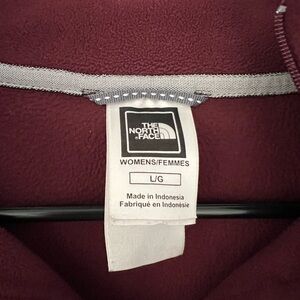 THE
NORTH
FACE
WOMENS/FEMMES
L/G
Made in Indonesia
Fabriqué en Indonésie